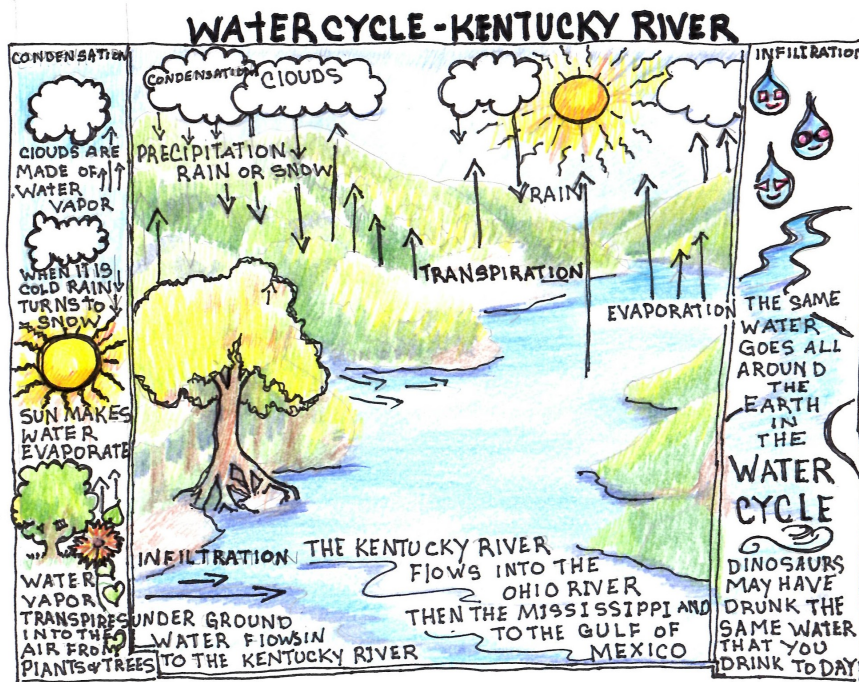 WATER CYCLE - KENTUCKY RIVER
CONDENSATION
CLOUDS ARE
MADE OF
WATER
VAPOR
WHEN IT IS
COLD RAIN
TURNS TO
SNOW
SUN MAKES
WATER
EVAPORATE
WATER
VAPOR
TRANSPIRES
INTO THE
AIR FROM
PLANTS & TREES
CONDENSATION
CLOUDS
PRECIPITATION
RAIN OR SNOW
RAIN
TRANSPIRATION
EVAPORATION
INFILTRATION
UNDER GROUND
WATER FLOWS IN
TO THE KENTUCKY RIVER
THE KENTUCKY RIVER
FLOWS INTO THE
OHIO RIVER
THEN THE MISSISSIPPI AND
TO THE GULF OF
MEXICO
INFILTRATION
THE SAME
WATER
GOES ALL
AROUND
THE
EARTH
IN
THE
WATER
CYCLE
DINOSAURS
MAY HAVE
DRUNK THE
SAME WATER
THAT YOU
DRINK TODAY